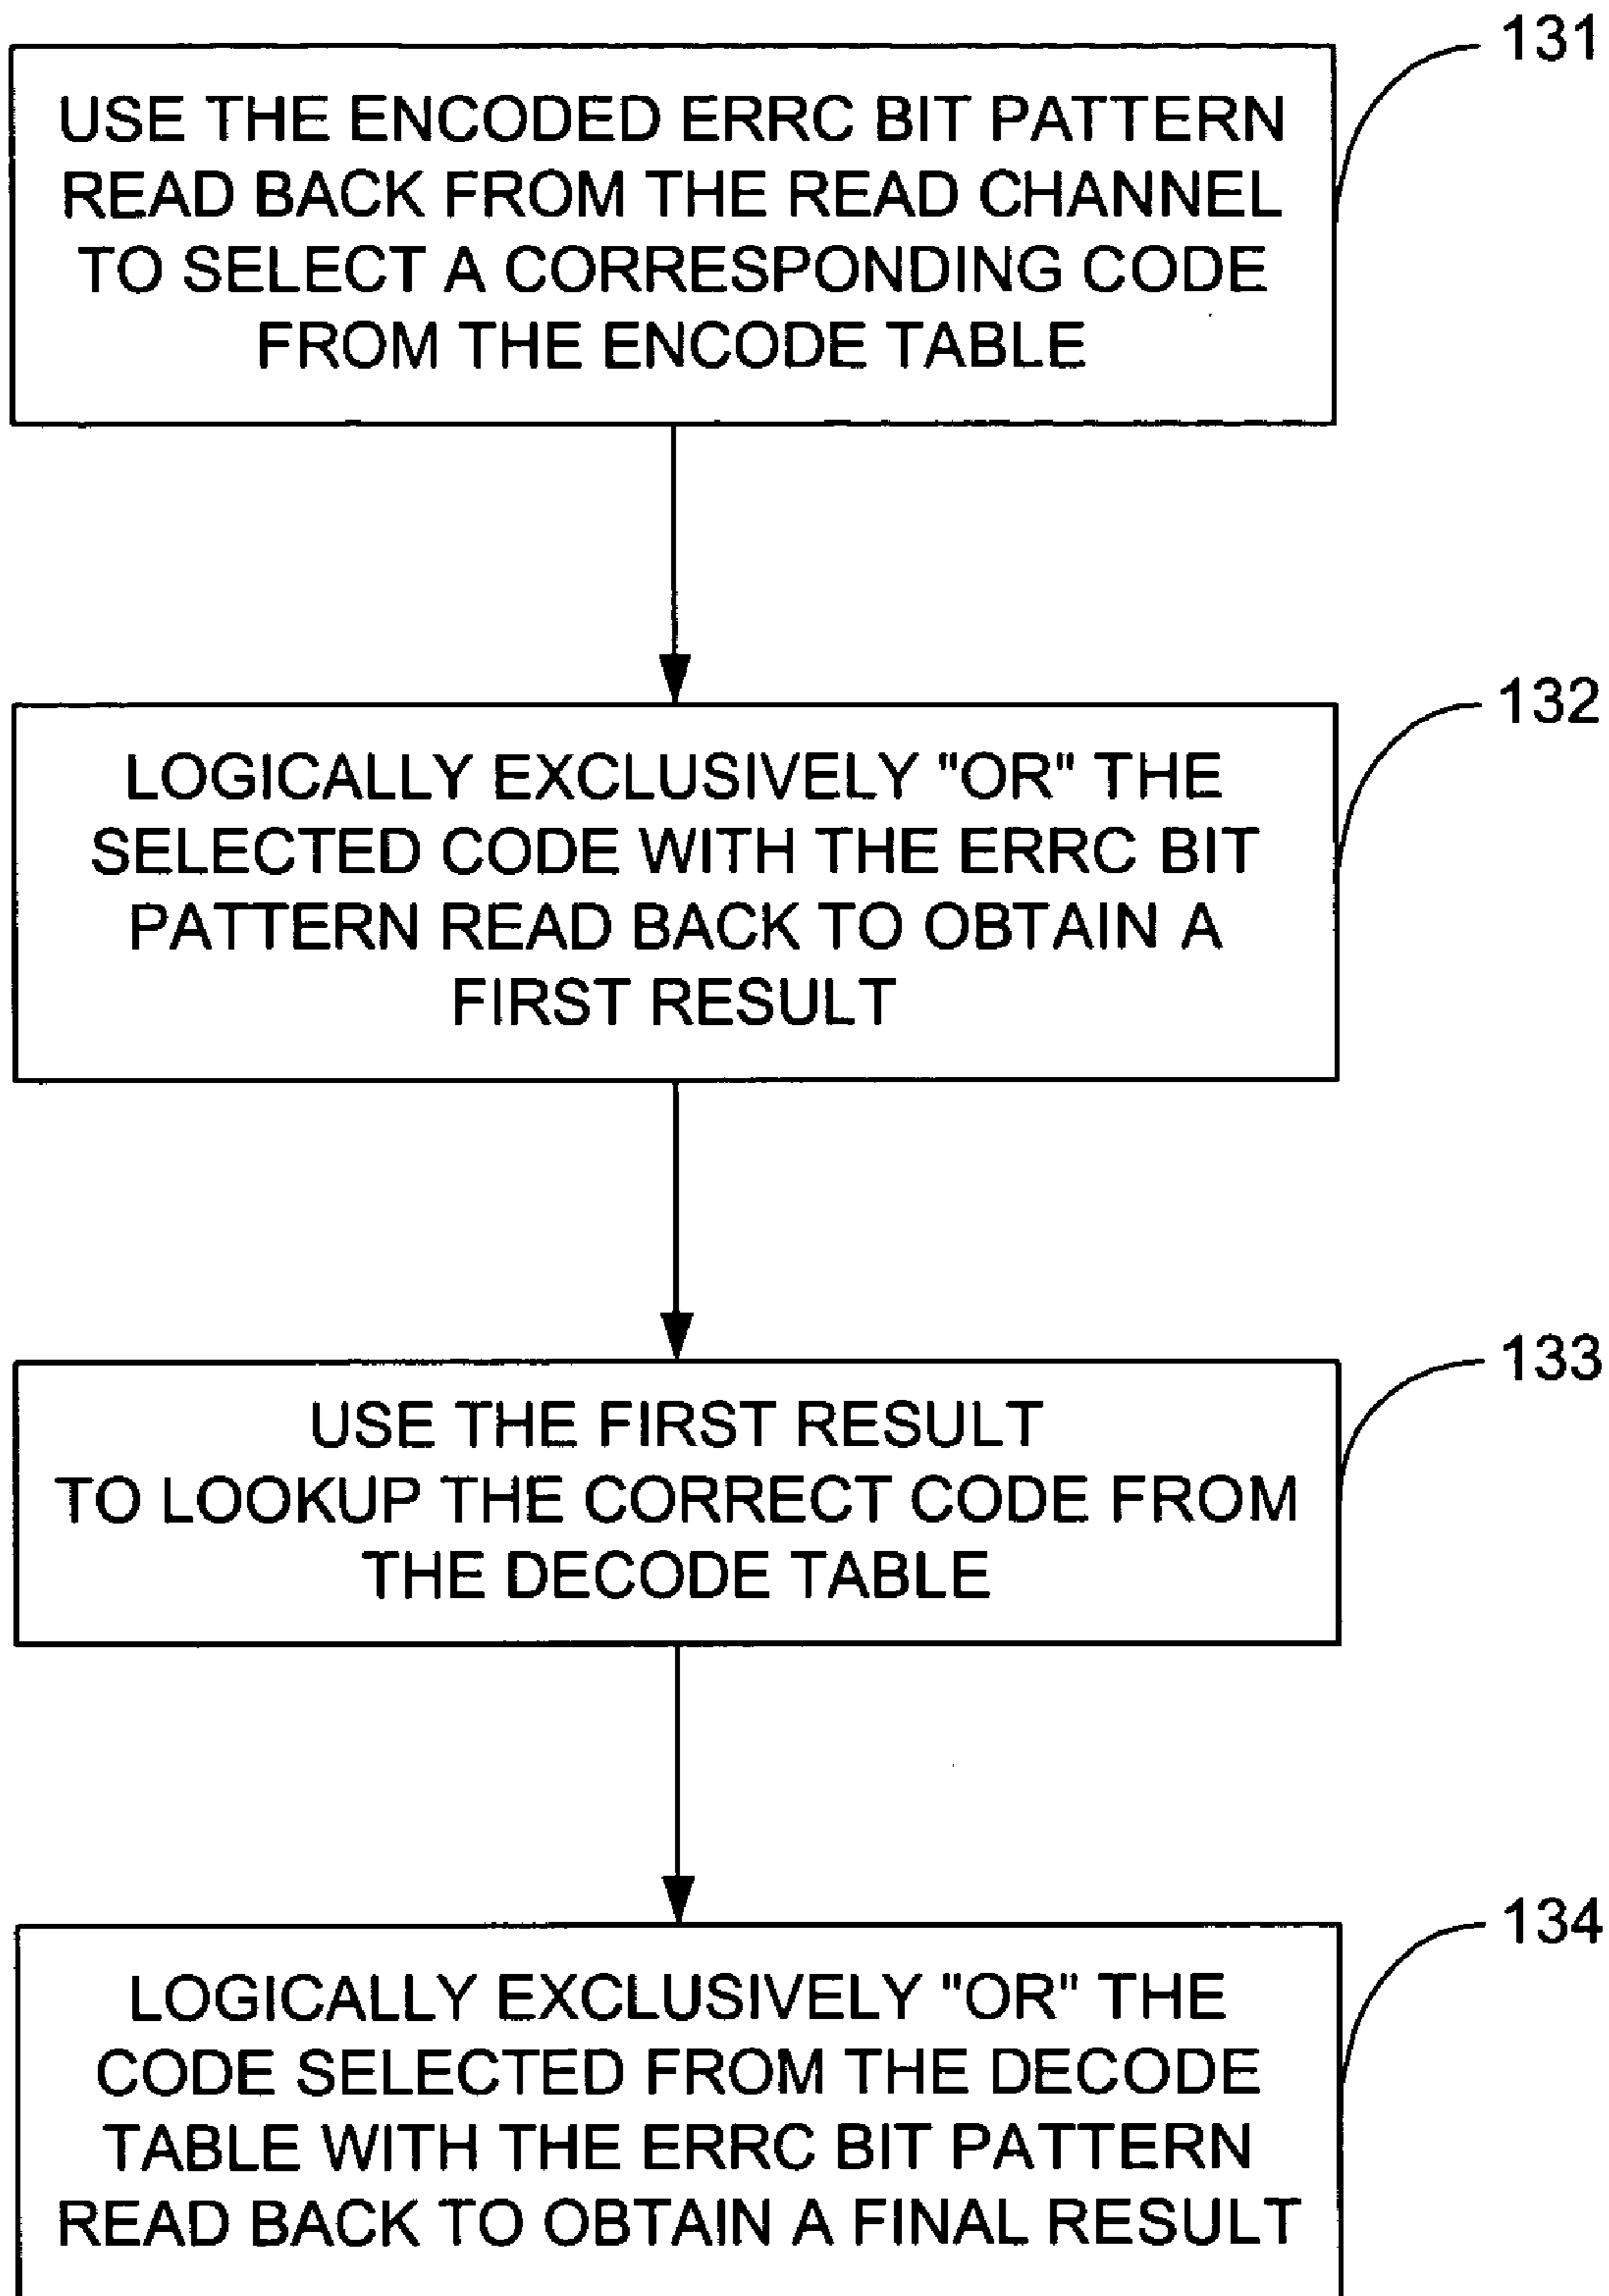 131
USE THE ENCODED ERRC BIT PATTERN
READ BACK FROM THE READ CHANNEL
TO SELECT A CORRESPONDING CODE
FROM THE ENCODE TABLE
132
LOGICALLY EXCLUSIVELY "OR" THE
SELECTED CODE WITH THE ERRC BIT
PATTERN READ BACK TO OBTAIN A
FIRST RESULT
133
USE THE FIRST RESULT
TO LOOKUP THE CORRECT CODE FROM
THE DECODE TABLE
134
LOGICALLY EXCLUSIVELY "OR" THE
CODE SELECTED FROM THE DECODE
TABLE WITH THE ERRC BIT PATTERN
READ BACK TO OBTAIN A FINAL RESULT